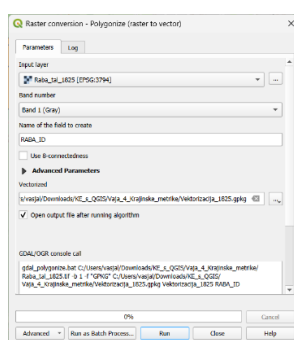 Raster conversion - Polygonize (raster to vector)
Parameters Log
Input layer
Raba_tal_1825 [EPSG:3794]
Band number
Band 1 (Gray)
Name of the field to create
RABA_ID
Use 8-connectedness
Advanced Parameters
Vectorized
s/vasjal/Downloads/KE_s_QGIS/Vaja_4_Krajinske_metrike/Vektorizacija_1825.gpkg
Open output file after running algorithm
GDAL/OGR console call
gdal_polygonize.bat C:/Users/vasjal/Downloads/KE_s_QGIS/Vaja_4_Krajinske_metrike/
Raba_tal_1825.tif -b 1 -f "GPKG" C:/Users/vasjal/Downloads/KE_s_QGIS/
Vaja_4_Krajinske_metrike/Vektorizacija_1825.gpkg Vektorizacija_1825 RABA_ID
0% Cancel
Advanced Run as Batch Process... Run Close Help